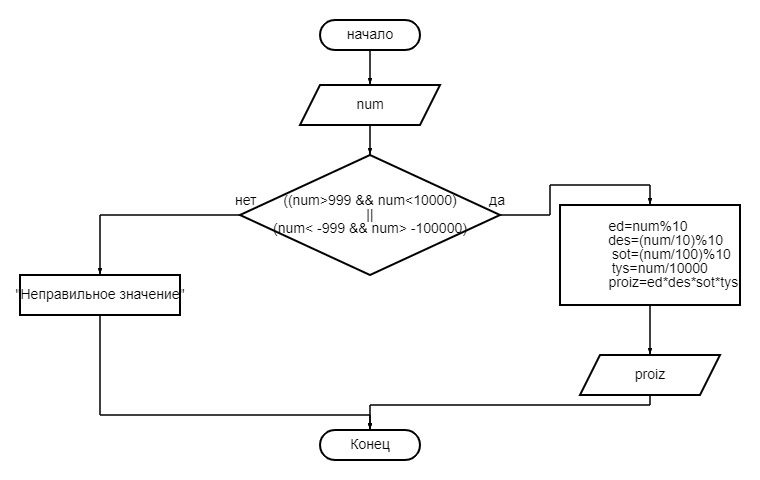 начало
num
нет
((num>999 && num<10000)
да
||
(num< -999 && num> -100000)
ed=num%10
des=(num/10)%10
sot=(num/100)%10
tys=num/10000
proiz=ed*des*sot*tys
"Неправильное значение"
proiz
Конец